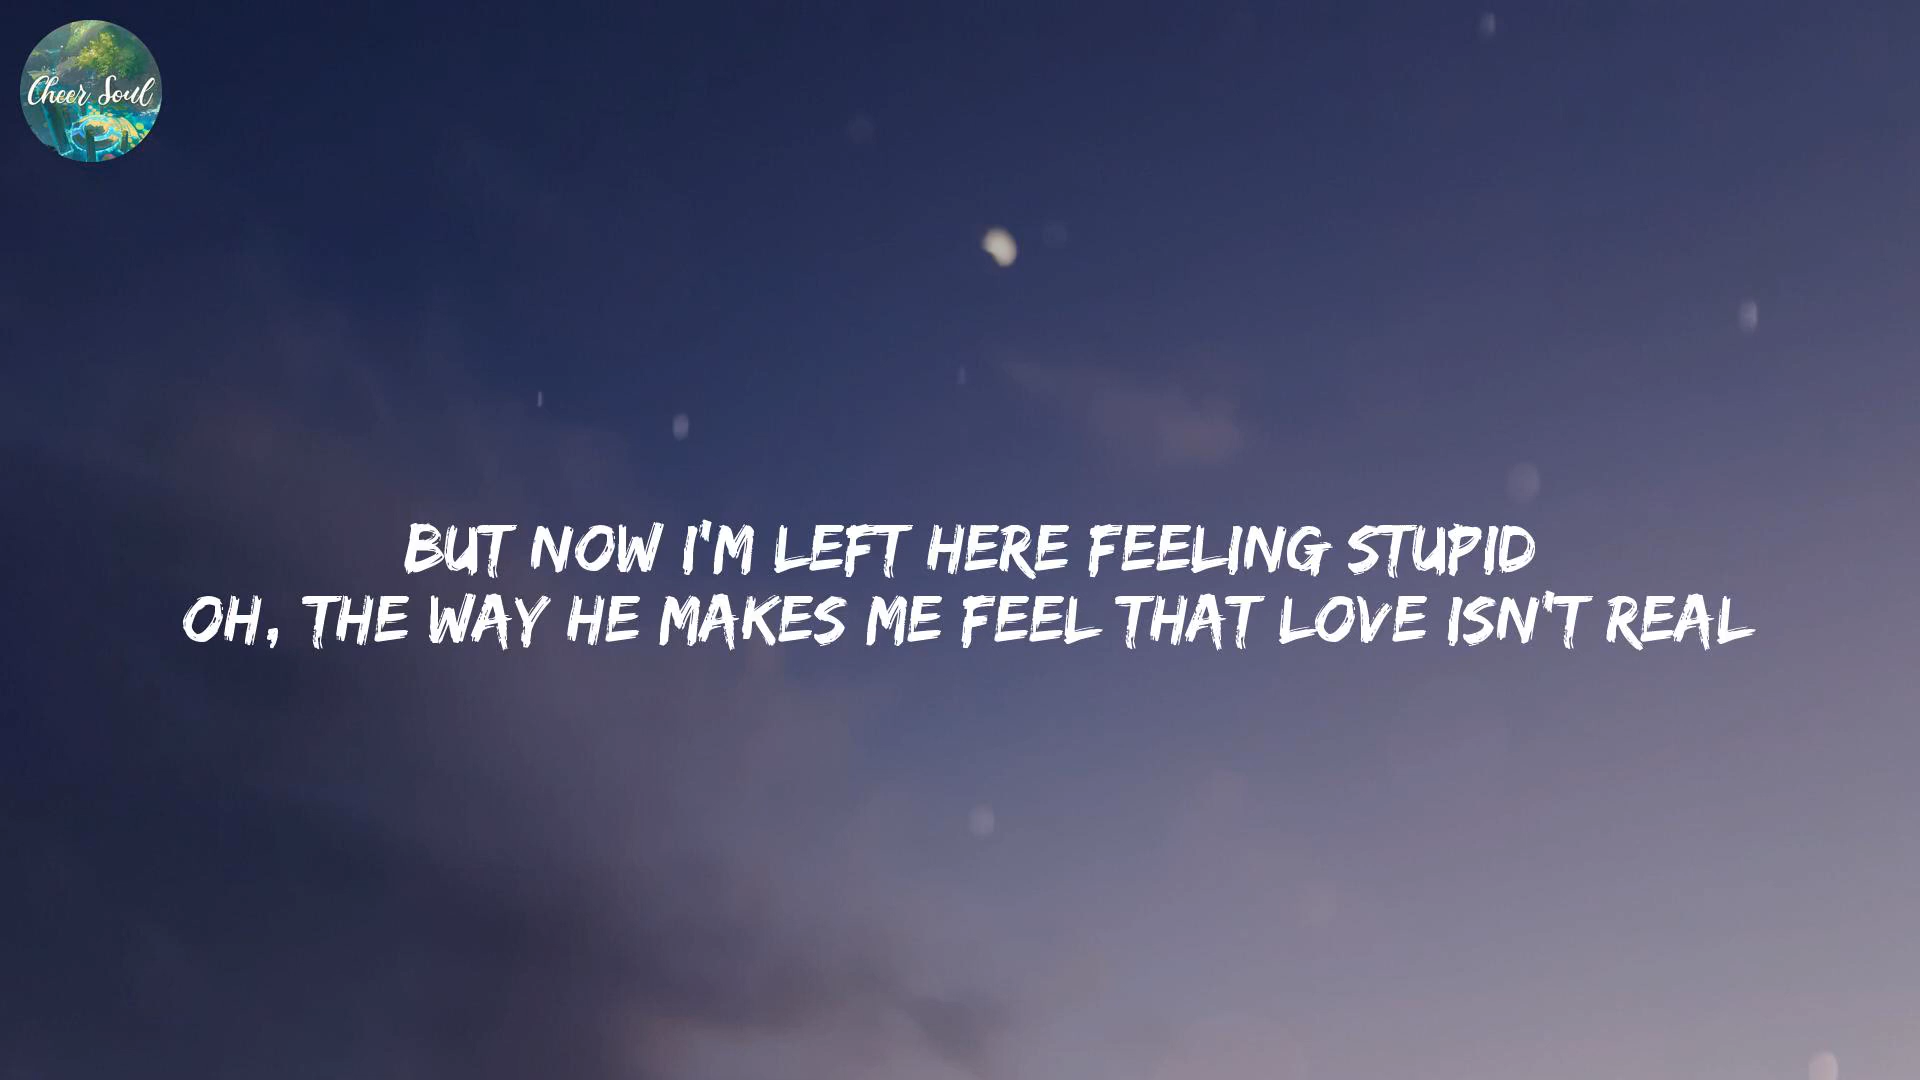 Cheer Soul
BUT NOW I'M LEFT HERE FEELING STUPID
OH, THE WAY HE MAKES ME FEEL THAT LOVE ISN'T REAL